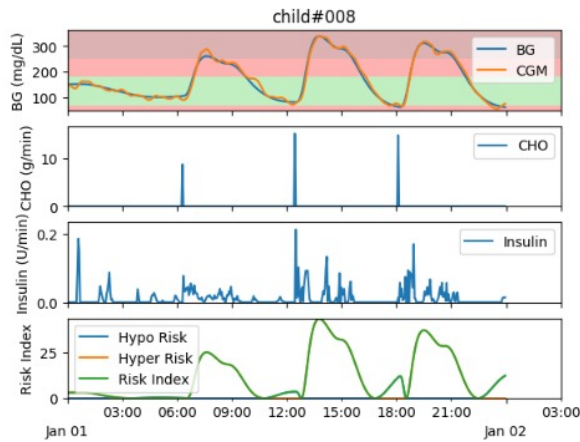 child#008
BG (mg/dL)
300
200
100
BG
CGM
CHO (g/min)
10
0
CHO
Insulin (U/min)
0.2
0.0
Insulin
Risk Index
25
0
Hypo Risk
Hyper Risk
Risk Index
03:00 06:00 09:00 12:00 15:00 18:00 21:00 03:00
Jan 01 Jan 02